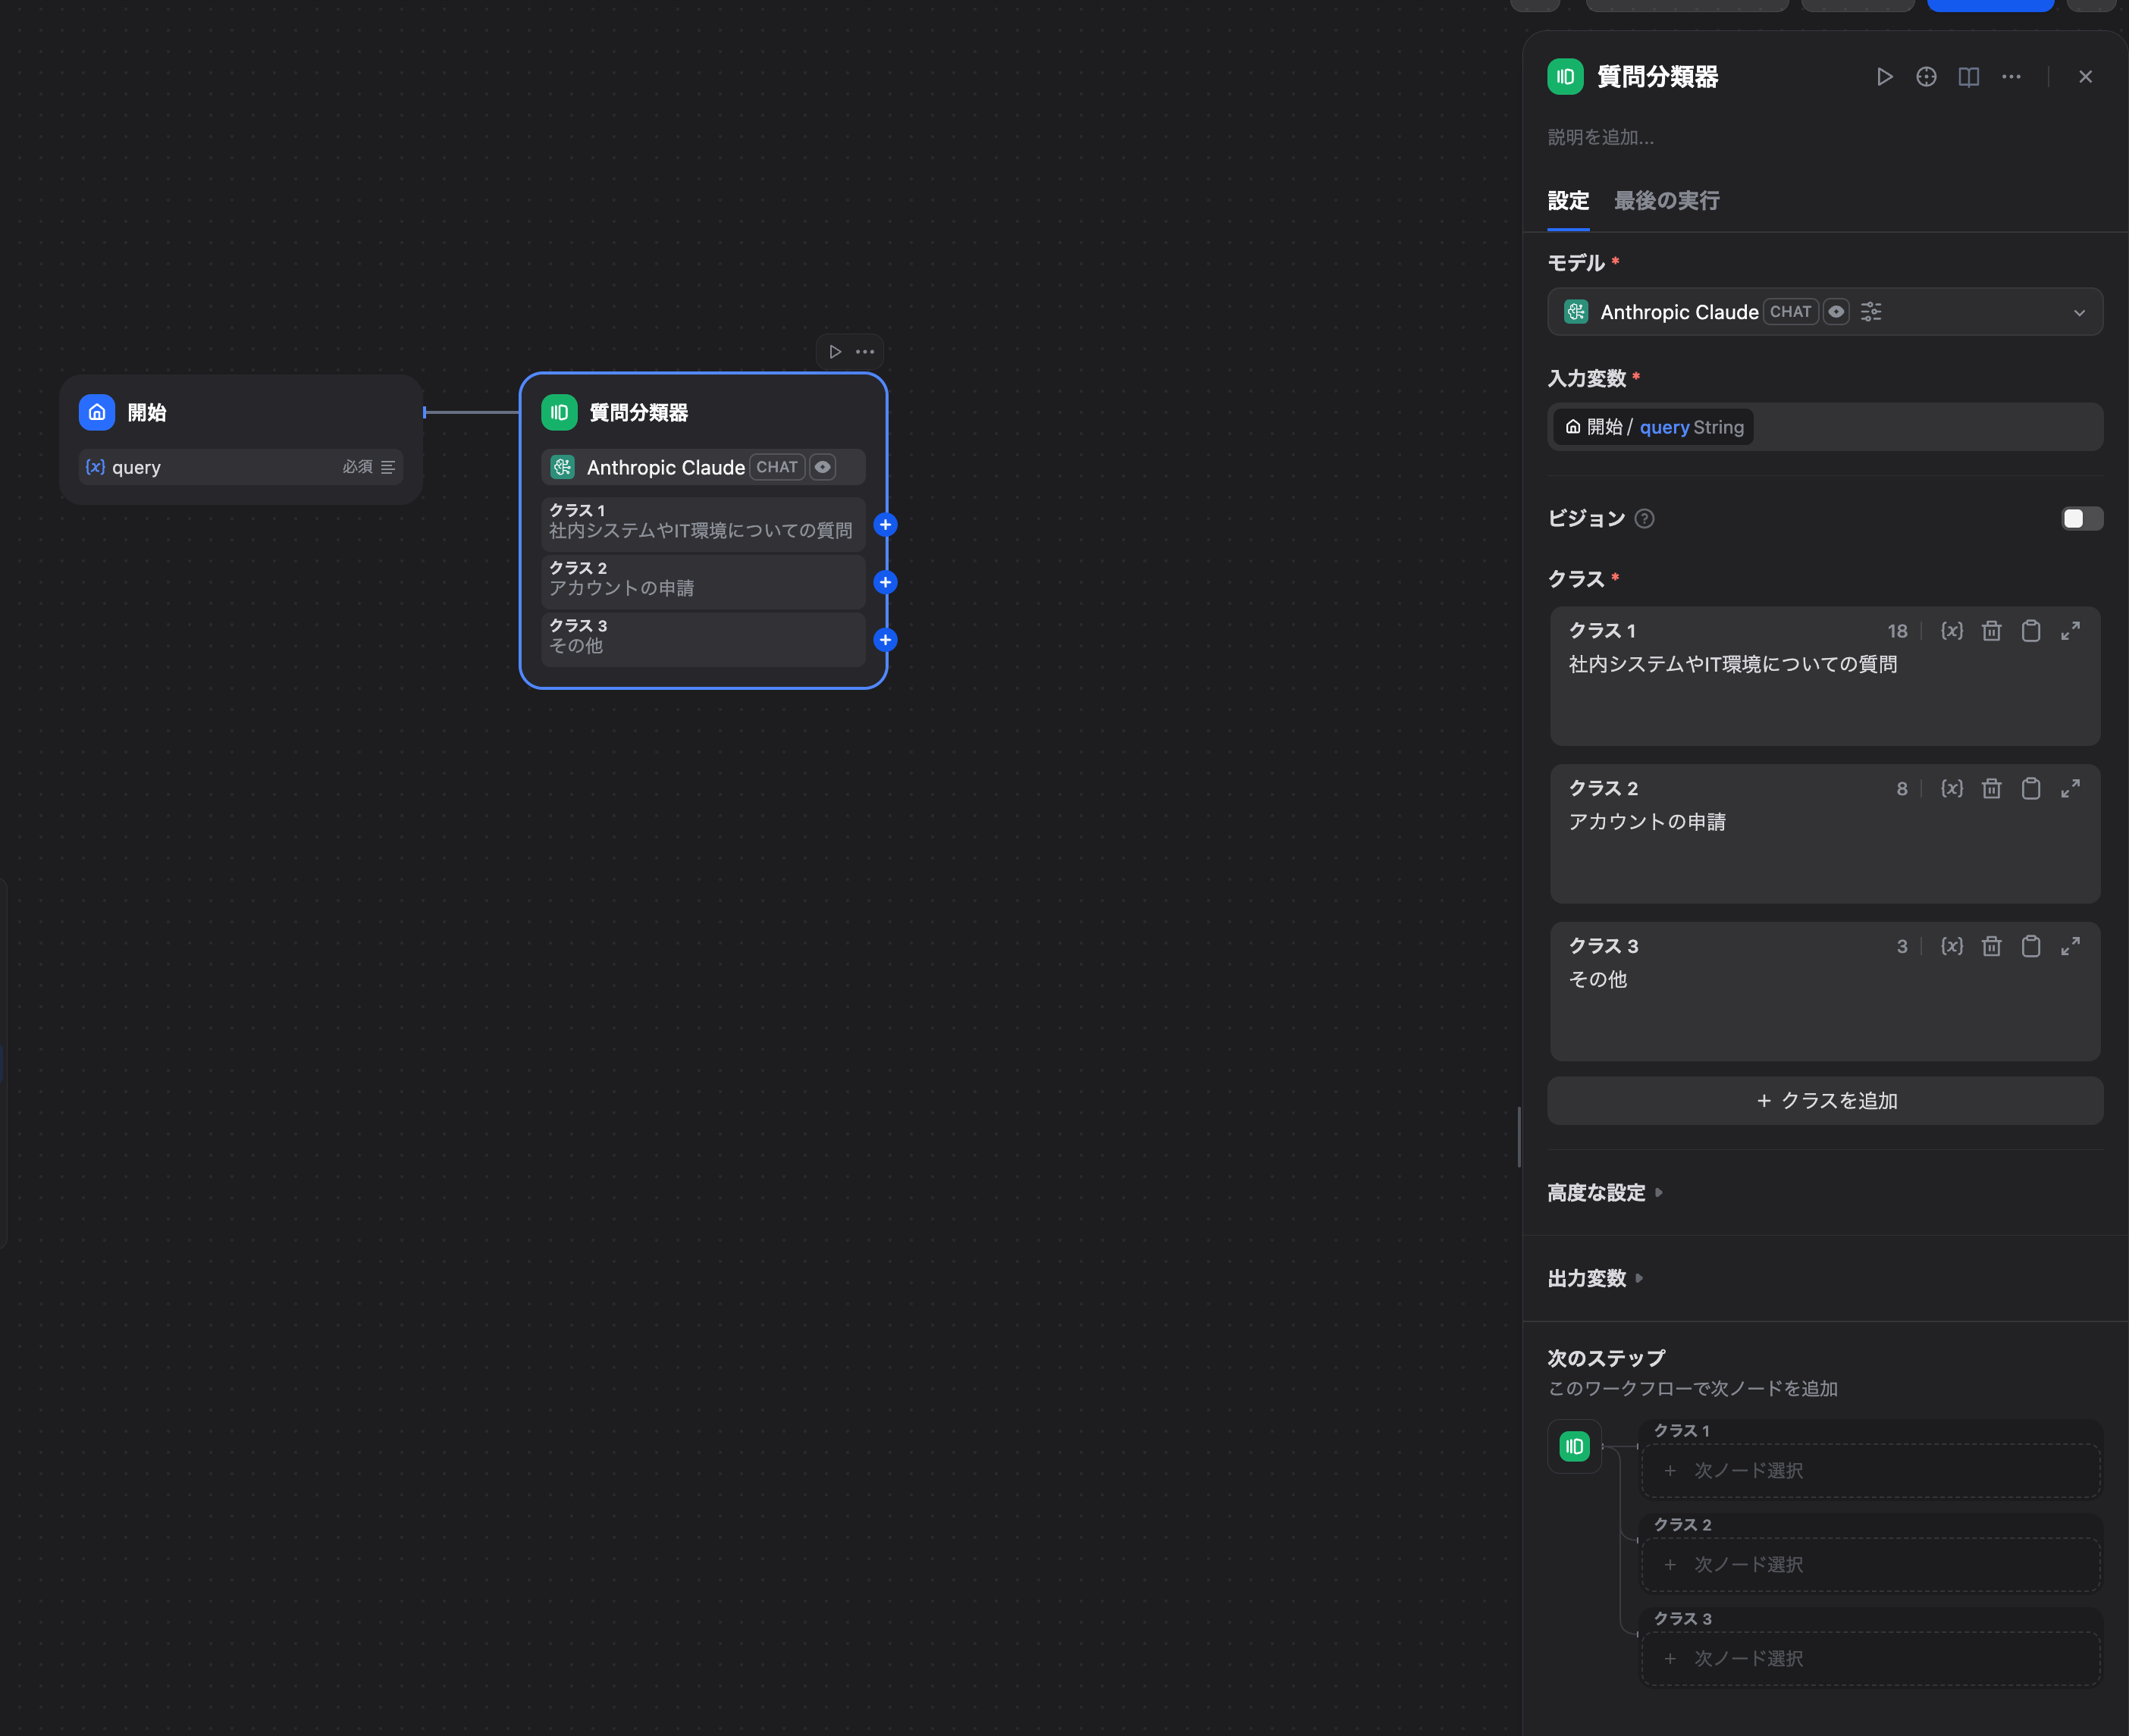 開始
{x} query
必須
質問分類器
Anthropic Claude CHAT
クラス 1
社内システムやIT環境についての質問
クラス 2
アカウントの申請
クラス 3
その他
質問分類器
説明を追加...
設定 最後の実行
モデル *
Anthropic Claude CHAT
入力変数 *
開始 / query String
ビジョン ?
クラス *
クラス 1 18 {x}
社内システムやIT環境についての質問
クラス 2 8 {x}
アカウントの申請
クラス 3 3 {x}
その他
+ クラスを追加
高度な設定
出力変数
次のステップ
このワークフローで次ノードを追加
クラス 1
+ 次ノード選択
クラス 2
+ 次ノード選択
クラス 3
+ 次ノード選択